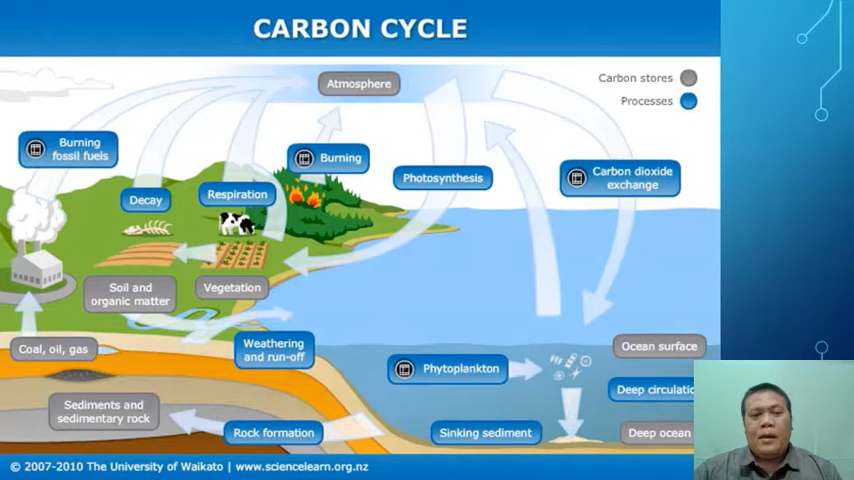 CARBON CYCLE
Atmosphere
Carbon stores
Processes
Burning
fossil fuels
Burning
Photosynthesis
Carbon dioxide
exchange
Decay
Respiration
Soil and
organic matter
Vegetation
Coal, oil, gas
Weathering
and run-off
Phytoplankton
Ocean surface
Deep
Sediments and
sedimentary rock
Rock formation
Sinking sediment
Deep ocean
© 2007-2010 The University of Waikato | www.sciencelearn.org.nz